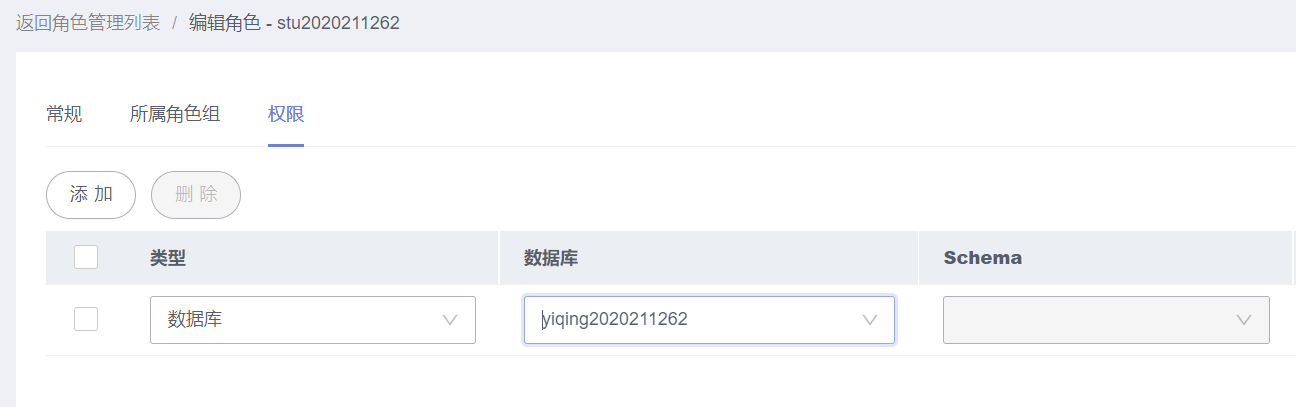 返回角色管理列表 / 编辑角色 - stu2020211262
常规 所属角色组 权限
添 加 删 除
类型 数据库 Schema
数据库 yiqing2020211262